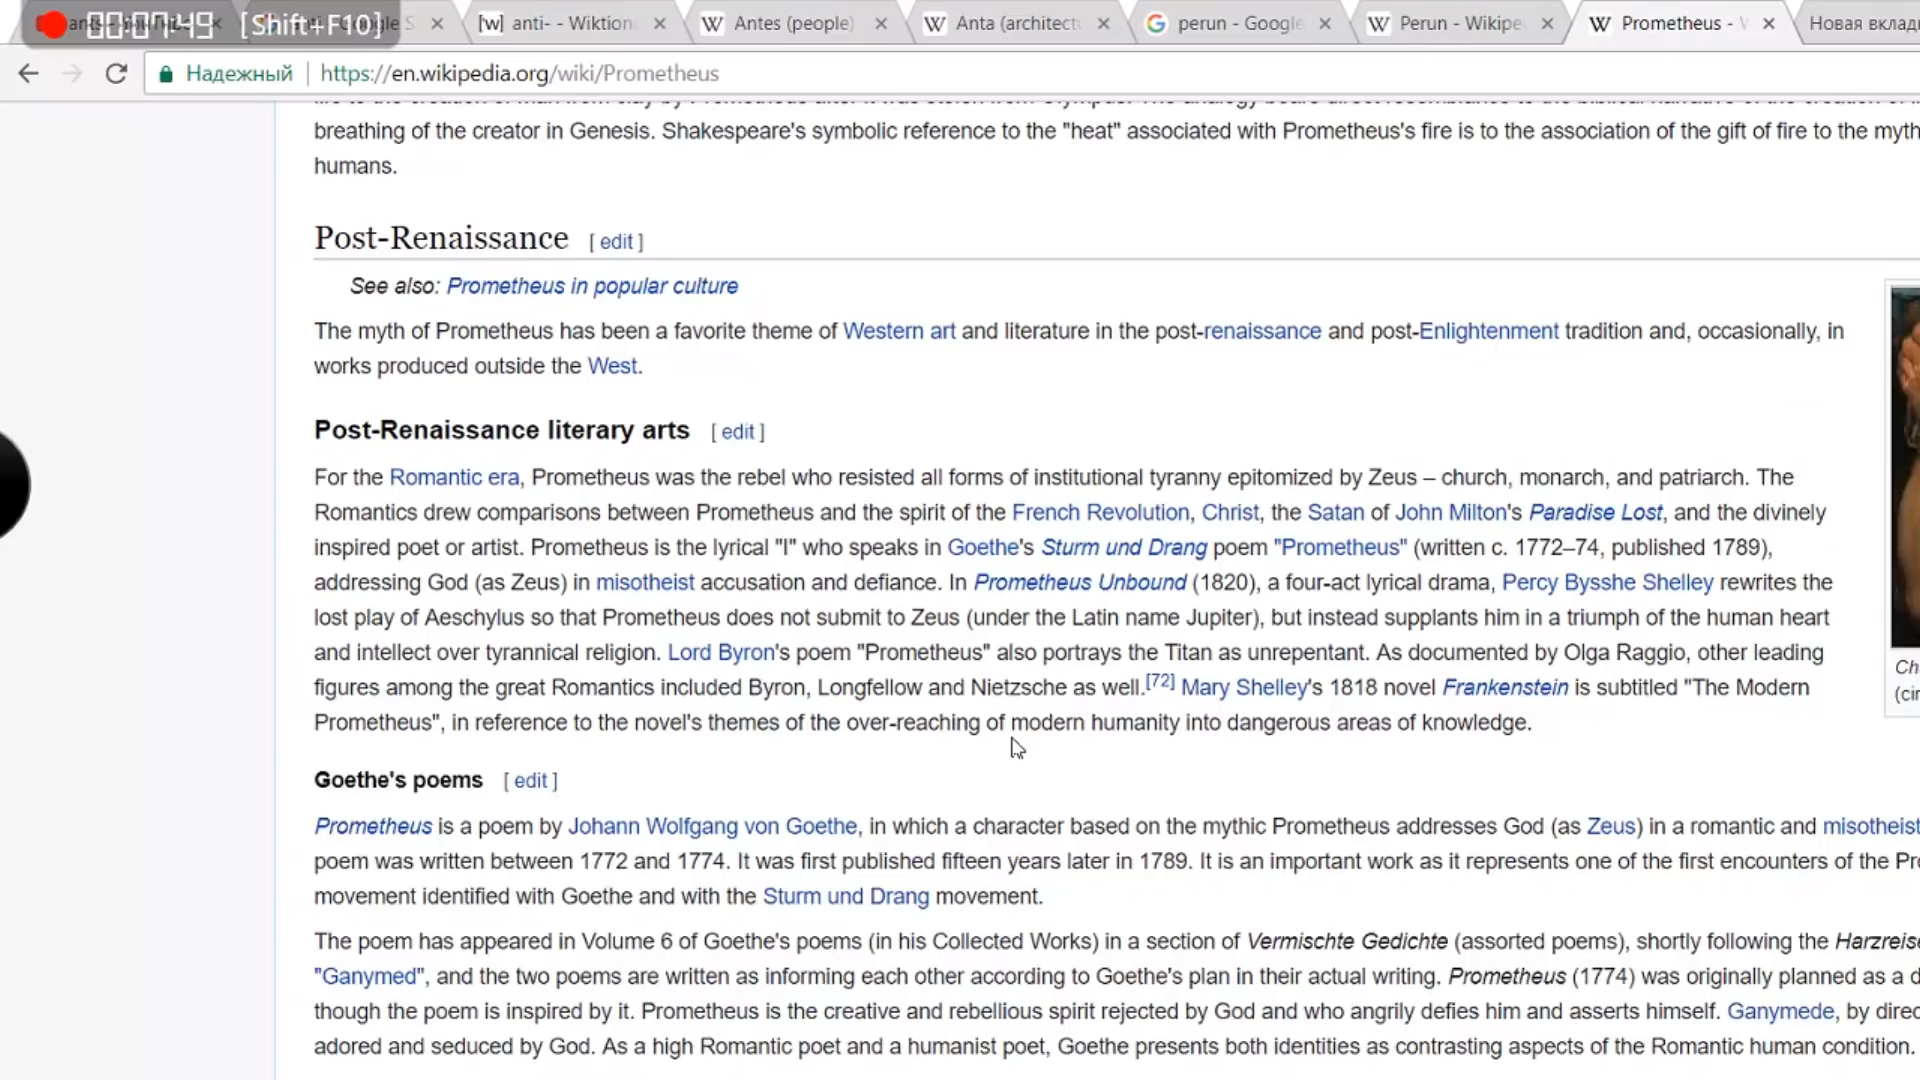 00:07:49 [Shift+F10]
anti- - Wiktion
Antes (people)
Anta (architectu
perun - Google
Perun - Wikipe
Prometheus - W
Новая вклад
Надежный
https://en.wikipedia.org/wiki/Prometheus
breathing of the creator in Genesis. Shakespeare's symbolic reference to the "heat" associated with Prometheus's fire is to the association of the gift of fire to the myth
humans.
Post-Renaissance [ edit ]
See also: Prometheus in popular culture
The myth of Prometheus has been a favorite theme of Western art and literature in the post-renaissance and post-Enlightenment tradition and, occasionally, in
works produced outside the West.
Post-Renaissance literary arts [ edit ]
For the Romantic era, Prometheus was the rebel who resisted all forms of institutional tyranny epitomized by Zeus – church, monarch, and patriarch. The
Romantics drew comparisons between Prometheus and the spirit of the French Revolution, Christ, the Satan of John Milton's Paradise Lost, and the divinely
inspired poet or artist. Prometheus is the lyrical "I" who speaks in Goethe's Sturm und Drang poem "Prometheus" (written c. 1772–74, published 1789),
addressing God (as Zeus) in misotheist accusation and defiance. In Prometheus Unbound (1820), a four-act lyrical drama, Percy Bysshe Shelley rewrites the
lost play of Aeschylus so that Prometheus does not submit to Zeus (under the Latin name Jupiter), but instead supplants him in a triumph of the human heart
and intellect over tyrannical religion. Lord Byron's poem "Prometheus" also portrays the Titan as unrepentant. As documented by Olga Raggio, other leading
figures among the great Romantics included Byron, Longfellow and Nietzsche as well.[72] Mary Shelley's 1818 novel Frankenstein is subtitled "The Modern
Prometheus", in reference to the novel's themes of the over-reaching of modern humanity into dangerous areas of knowledge.
Ch
(cir
Goethe's poems [ edit ]
Prometheus is a poem by Johann Wolfgang von Goethe, in which a character based on the mythic Prometheus addresses God (as Zeus) in a romantic and misotheist
poem was written between 1772 and 1774. It was first published fifteen years later in 1789. It is an important work as it represents one of the first encounters of the Pro
movement identified with Goethe and with the Sturm und Drang movement.
The poem has appeared in Volume 6 of Goethe's poems (in his Collected Works) in a section of Vermischte Gedichte (assorted poems), shortly following the Harzreise
"Ganymed", and the two poems are written as informing each other according to Goethe's plan in their actual writing. Prometheus (1774) was originally planned as a d
though the poem is inspired by it. Prometheus is the creative and rebellious spirit rejected by God and who angrily defies him and asserts himself. Ganymede, by direc
adored and seduced by God. As a high Romantic poet and a humanist poet, Goethe presents both identities as contrasting aspects of the Romantic human condition.